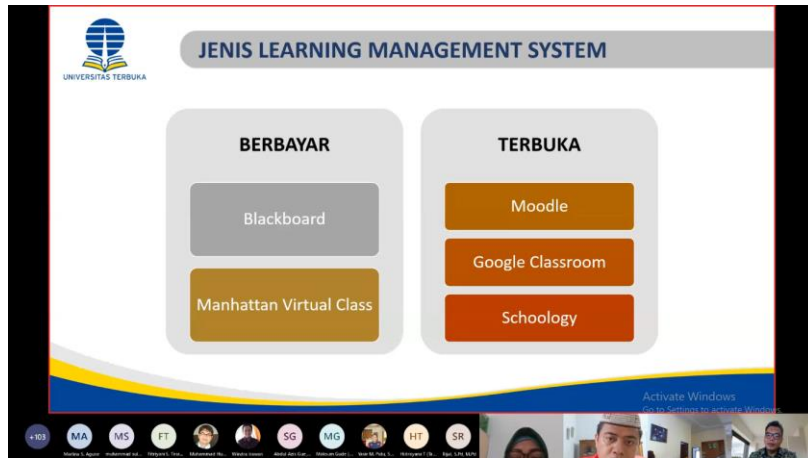 UNIVERSITAS TERBUKA
JENIS LEARNING MANAGEMENT SYSTEM
BERBAYAR
Blackboard
Manhattan Virtual Class
TERBUKA
Moodle
Google Classroom
Schoology
Activate Windows
Go to Settings to activate Windows.
+103
MA
MS
FT
SG
MG
HT
SR